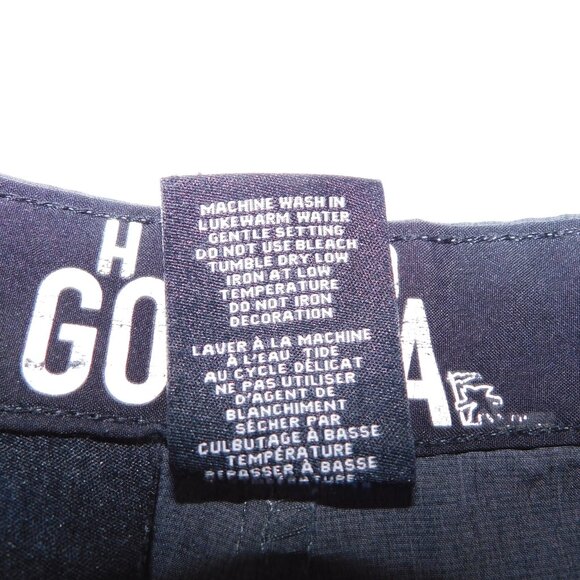 H
GO A
MACHINE WASH IN
LUKEWARM WATER
GENTLE SETTING
DO NOT USE BLEACH
TUMBLE DRY LOW
IRON AT LOW
TEMPERATURE
DO NOT IRON
DECORATION
LAVER À LA MACHINE
À L'EAU TIDE
AU CYCLE DÉLICAT
NE PAS UTILISER
D'AGENT DE
BLANCHIMENT
SÉCHER PAR
CULBUTAGE À BASSE
TEMPÉRATURE
REPASSER À BASSE